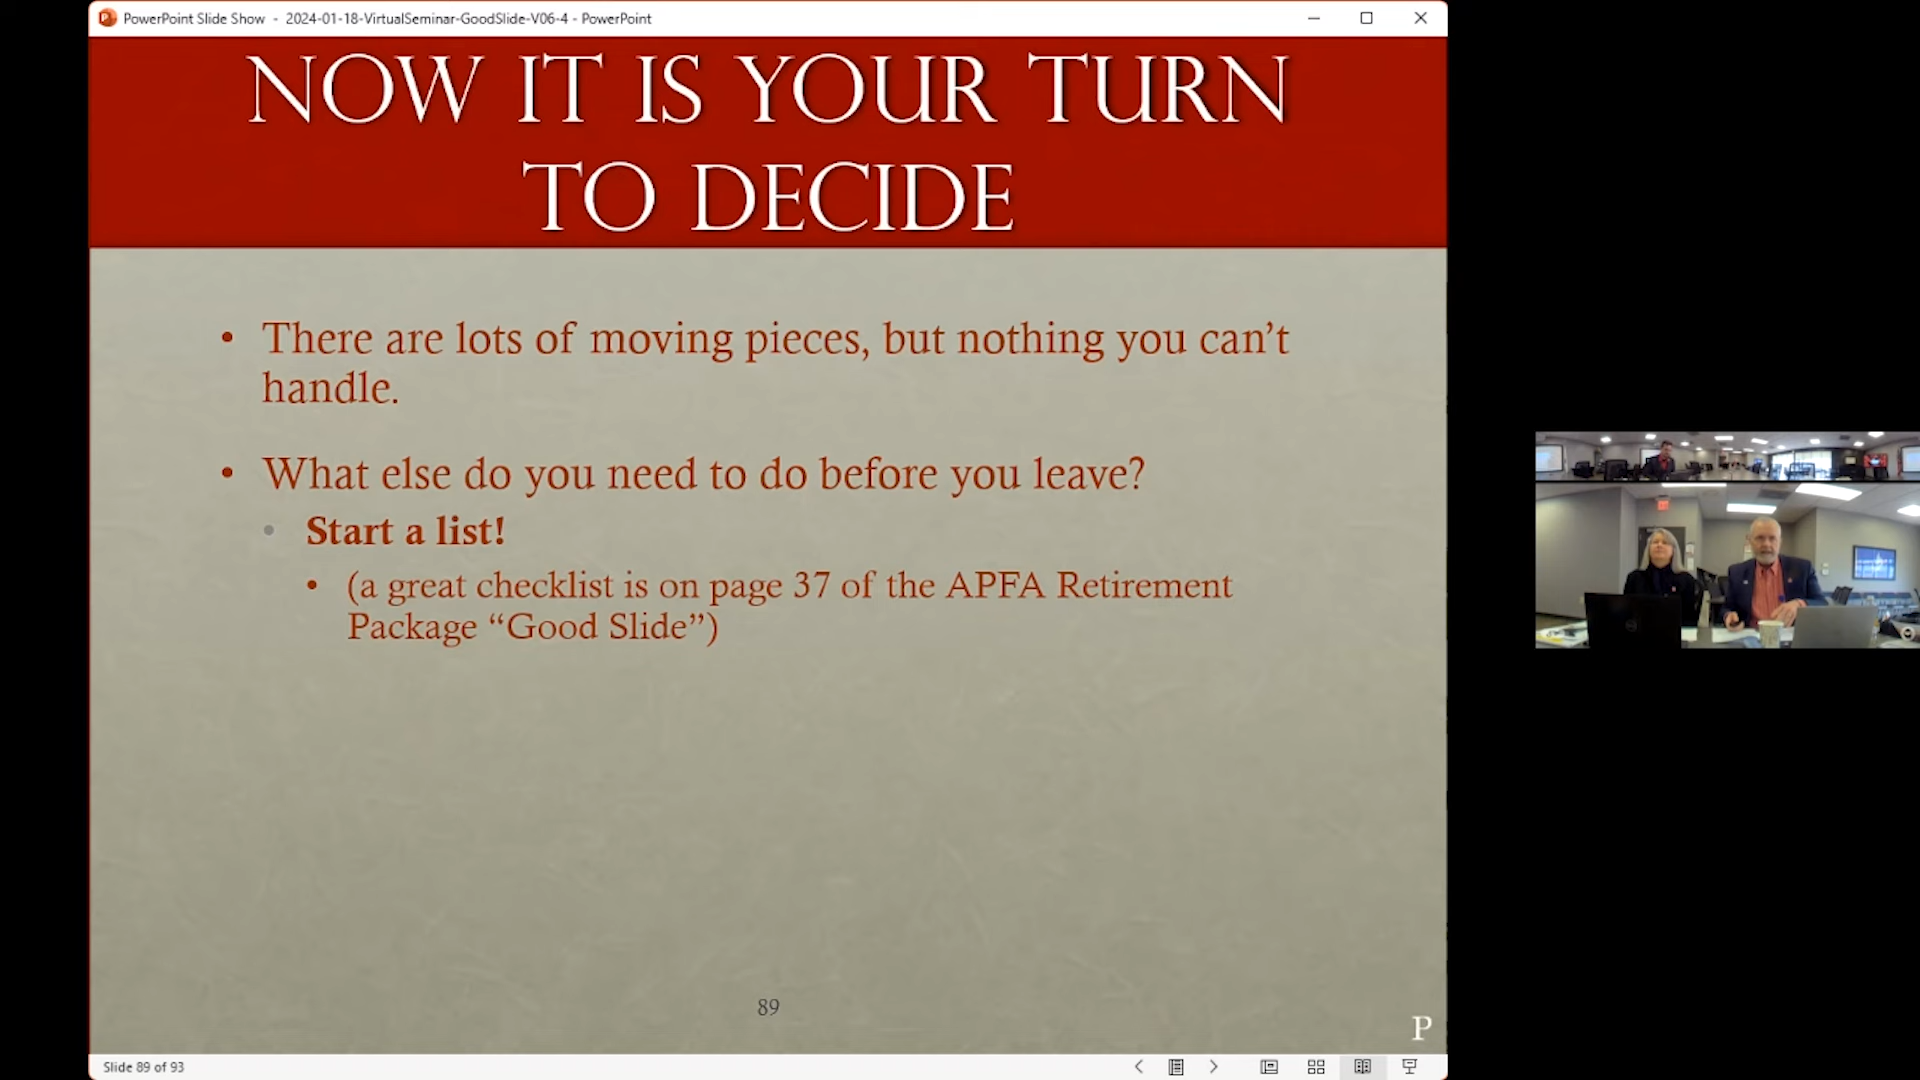 PowerPoint Slide Show - 2024-01-18-VirtualSeminar-GoodSlide-V06-4 - PowerPoint
NOW IT IS YOUR TURN
TO DECIDE
• There are lots of moving pieces, but nothing you can’t
handle.
• What else do you need to do before you leave?
• Start a list!
• (a great checklist is on page 37 of the APFA Retirement
Package “Good Slide”)
89
P
Slide 89 of 93